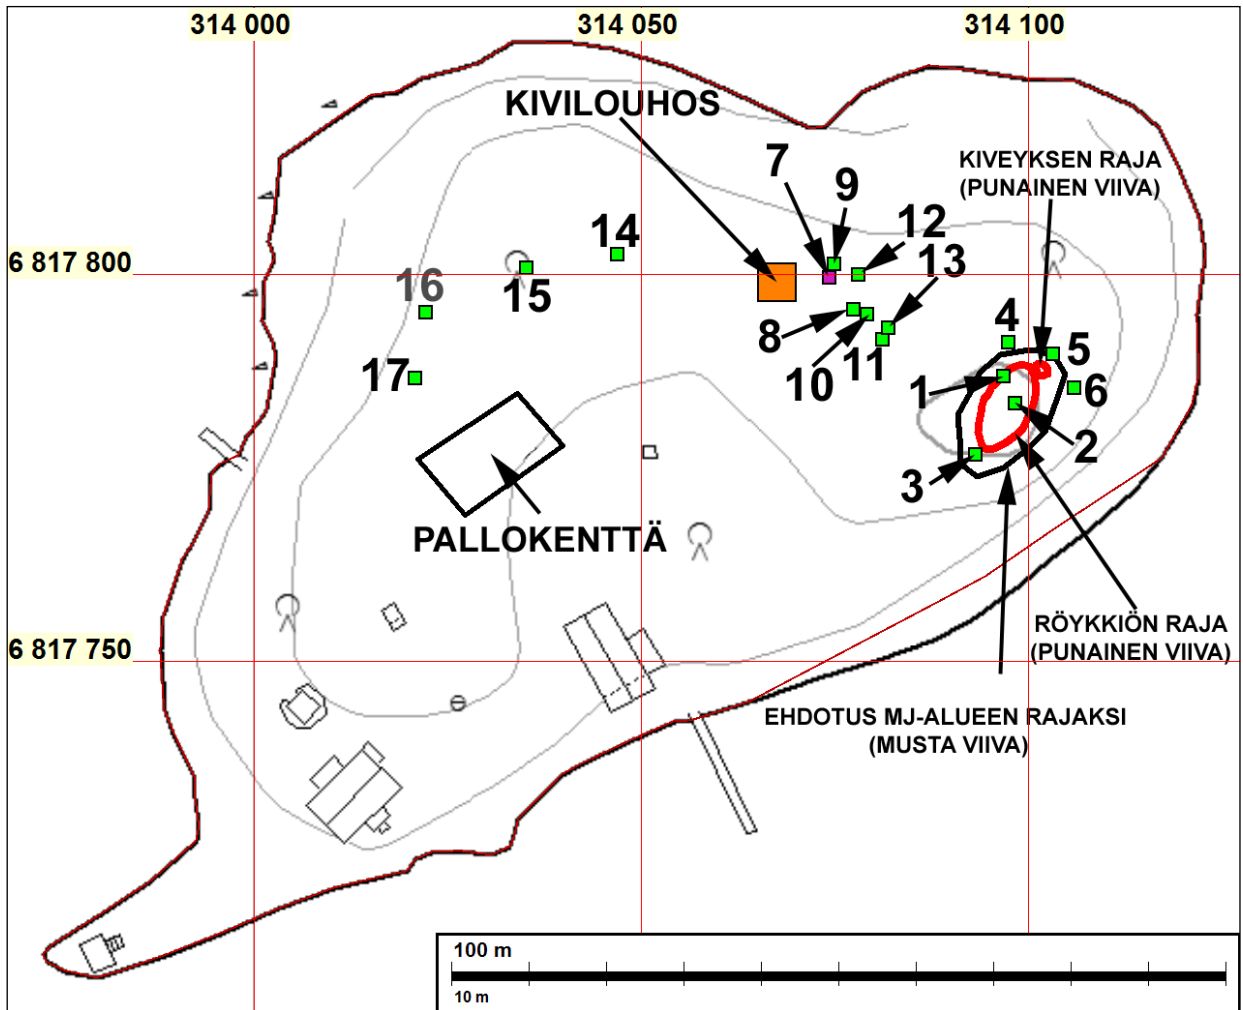 314 000
314 050
314 100
KIVILOUHOS
7
9
KIVEYKSEN RAJA
(PUNAINEN VIIVA)
12
14
13
6 817 800
16
15
8
10
11
4
5
17
1
6
2
3
PALLOKENTTÄ
RÖYKKIÖN RAJA
(PUNAINEN VIIVA)
6 817 750
EHDOTUS MJ-ALUEEN RAJAKSI
(MUSTA VIIVA)
100 m
10 m